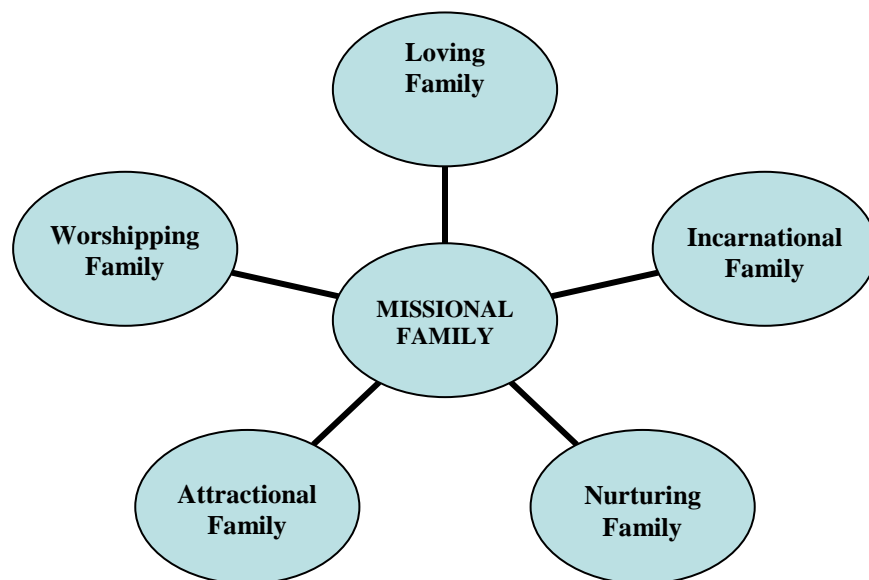 Loving
Family
Worshipping
Family
Incarnational
Family
MISSIONAL
FAMILY
Attractional
Family
Nurturing
Family